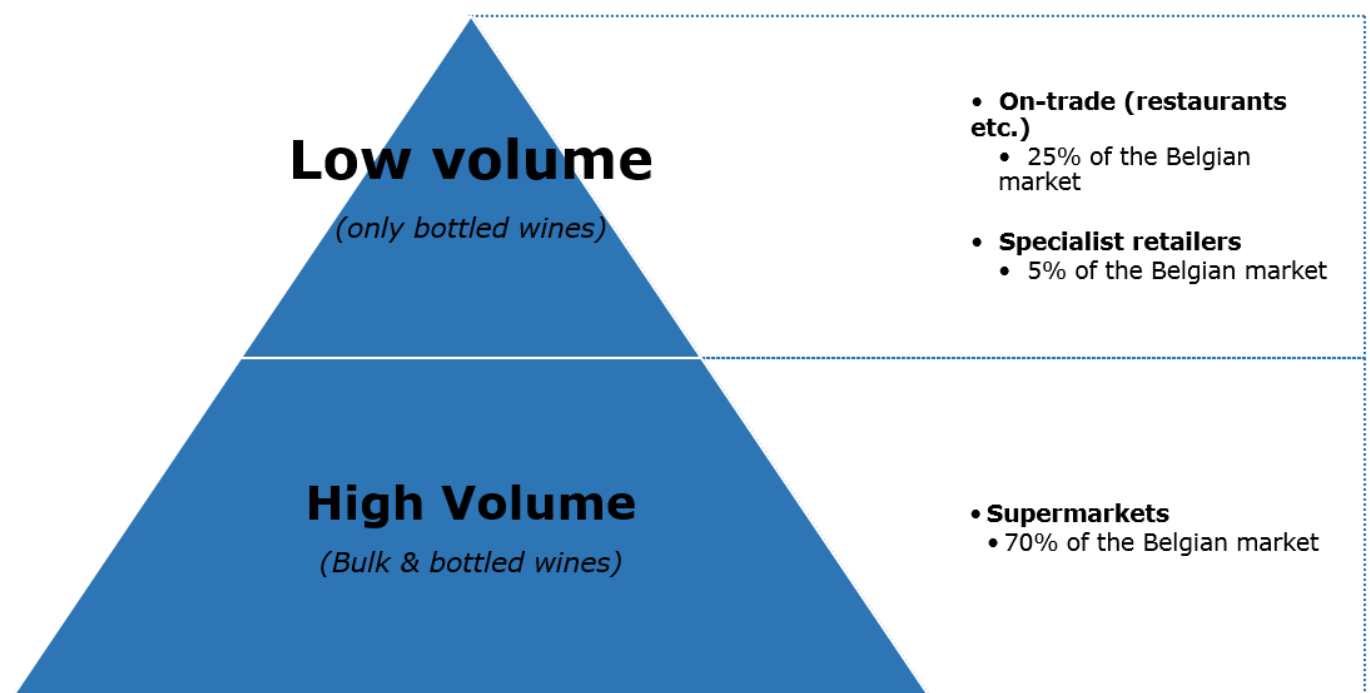 Low volume
(only bottled wines)
• On-trade (restaurants
etc.)
• 25% of the Belgian
market
• Specialist retailers
• 5% of the Belgian market
High Volume
(Bulk & bottled wines)
• Supermarkets
• 70% of the Belgian market